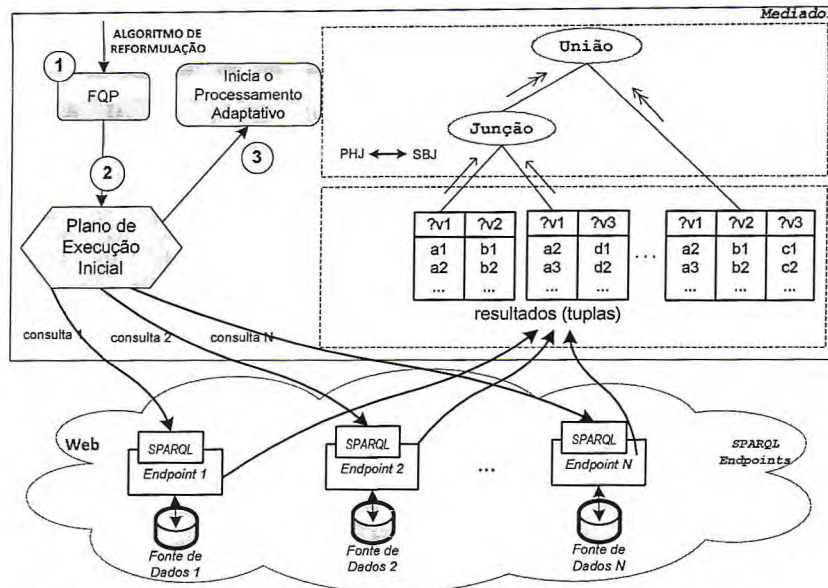 Mediado
ALGORITMO DE
REFORMULAÇÃO
1
FQP
Inicia o
Processamento
Adaptativo
2
3
Plano de
Execução
Inicial
União
Junção
PHJ SBJ
?v1 ?v2 ?v1 ?v3 ?v1 ?v2 ?v3
a1 b1 a2 d1 ... a2 b1 c1
a2 b2 a3 d2 a3 b2 c2
... ... ... ... ... ... ...
resultados (tuplas)
consulta 1 consulta 2 consulta N
Web
SPARQL
Endpoint 1
Fonte de
Dados 1
SPARQL
Endpoint 2
Fonte de
Dados 2
...
SPARQL
Endpoint N
Fonte de
Dados N
SPARQL
Endpoints